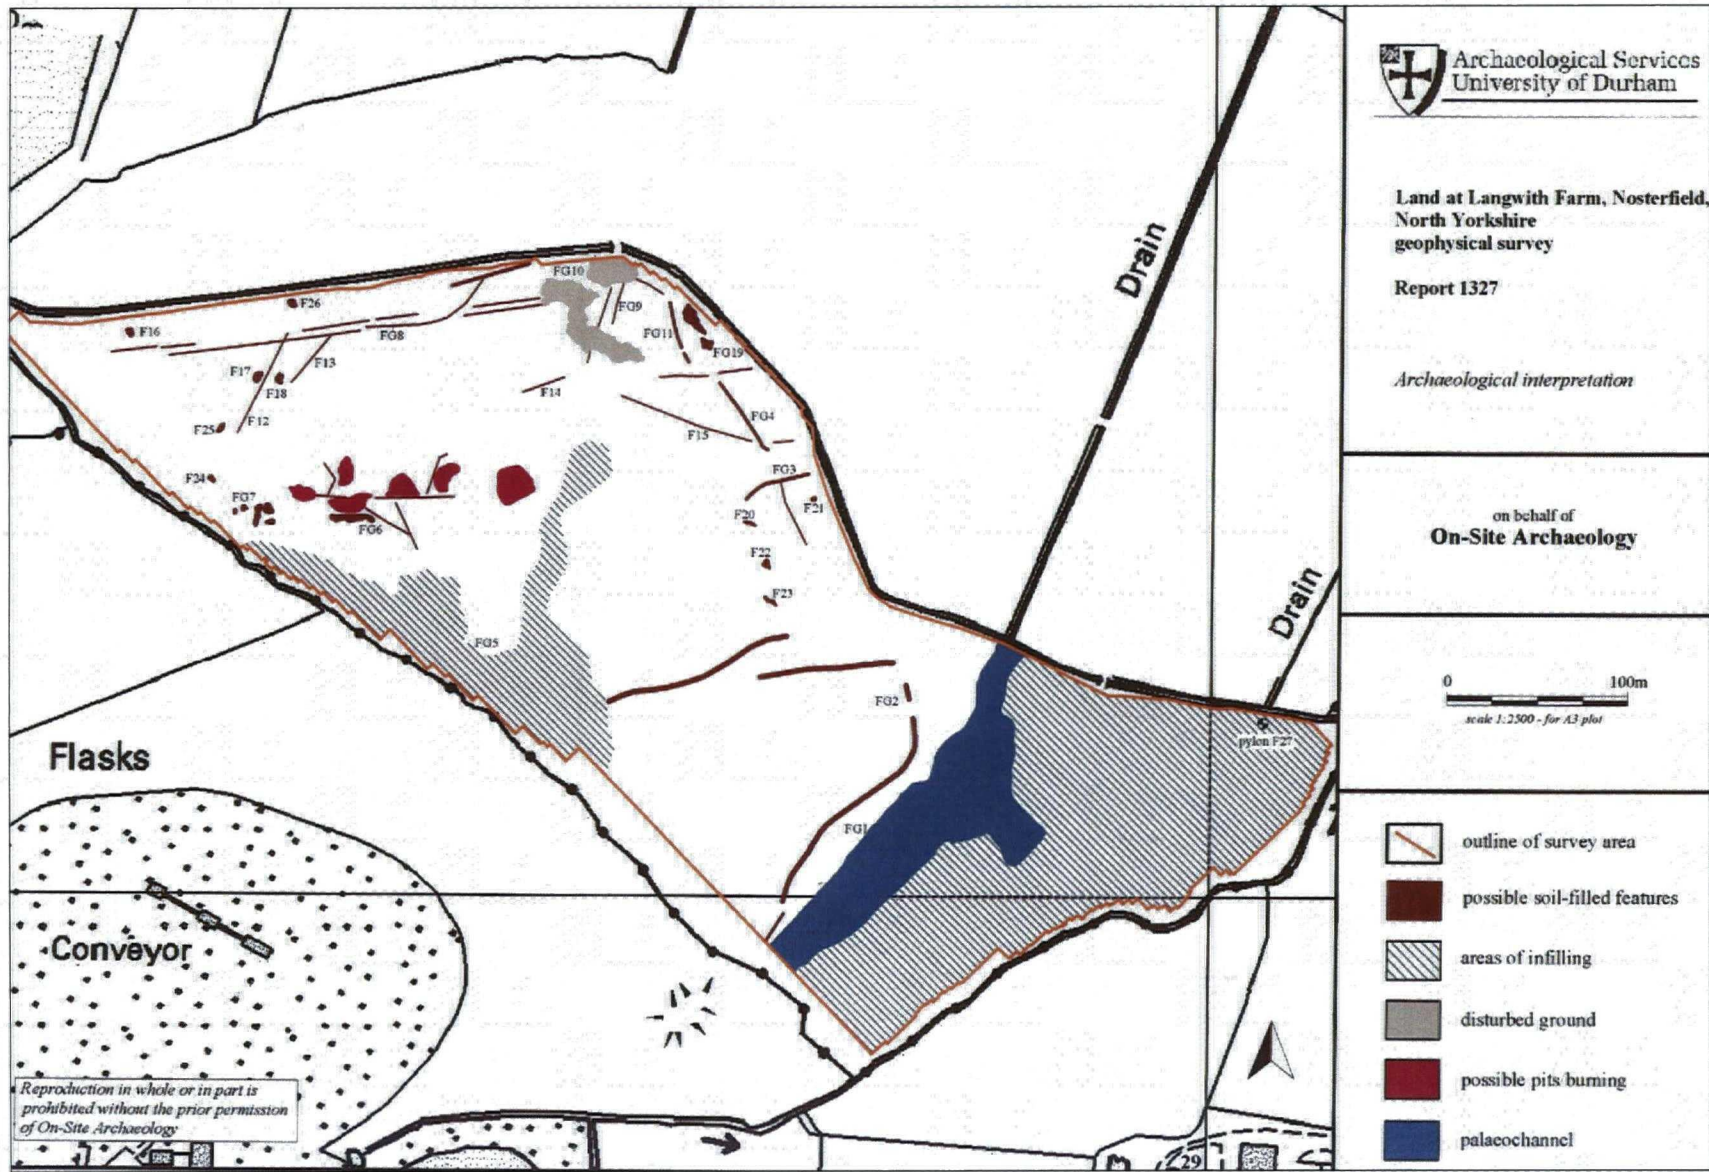 Archaeological Services
University of Durham
Land at Langwith Farm, Nosterfield,
North Yorkshire
geophysical survey
Report 1327
Archaeological interpretation
on behalf of
On-Site Archaeology
0 100m
scale 1:2500 - for A3 plot
outline of survey area
possible soil-filled features
areas of infilling
disturbed ground
possible pits burning
palaeochannel
Drain
Drain
FG10
F26
F16
FG9
FG8
FG11
FG19
F13
F17
F18
F14
F12
FG4
F25
F15
FG3
F24
FG7
F21
F20
FG6
F22
F23
FG5
FG2
pylon F27
FG1
Flasks
Conveyor
Reproduction in whole or in part is
prohibited without the prior permission
of On-Site Archaeology
29